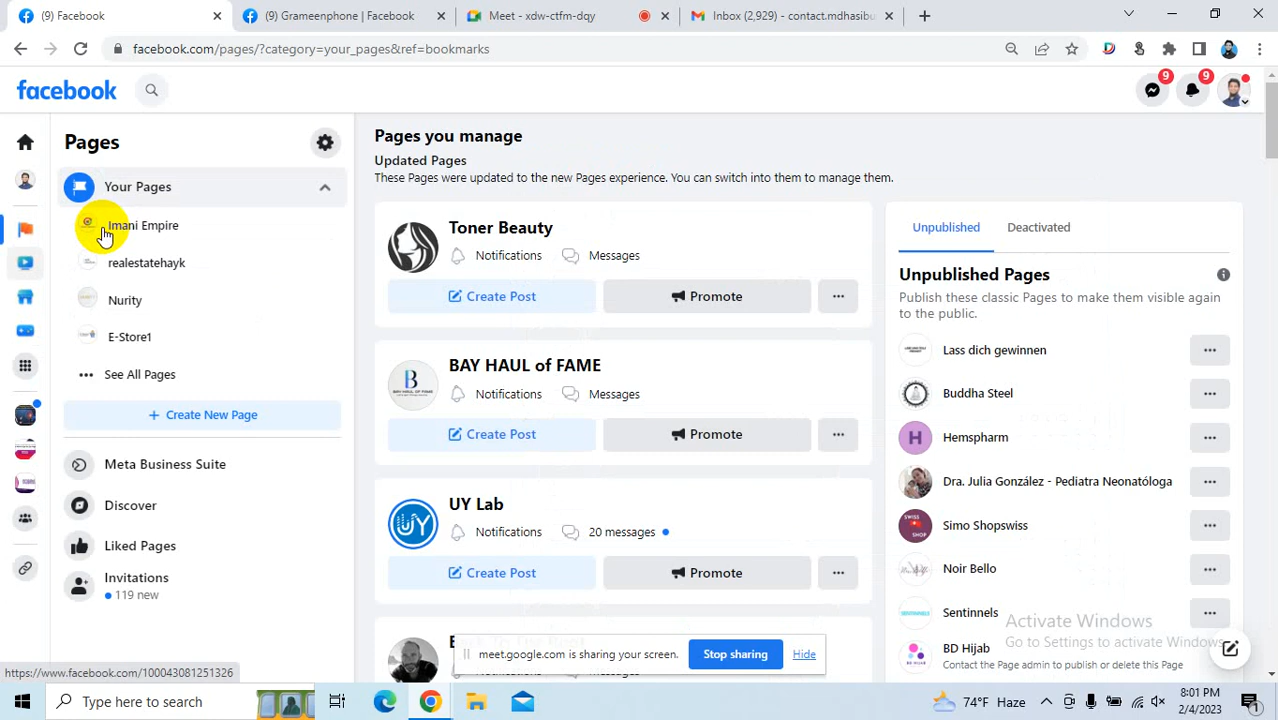 (9) Facebook
(9) Grameenphone | Facebook
Meet - xdw-ctfm-dqy
Inbox (2,929) - contact.mdhasibu
facebook.com/pages/?category=your_pages&ref=bookmarks
facebook
9
9
Pages
Your Pages
Imani Empire
realestatehayk
Nurity
E-Store1
See All Pages
+ Create New Page
Meta Business Suite
Discover
Liked Pages
Invitations
119 new
Pages you manage
Updated Pages
These Pages were updated to the new Pages experience. You can switch into them to manage them.
Toner Beauty
Notifications
Messages
Create Post
Promote
BAY HAUL of FAME
Notifications
Messages
Create Post
Promote
UY Lab
Notifications
20 messages
Create Post
Promote
Unpublished
Deactivated
Unpublished Pages
Publish these classic Pages to make them visible again
to the public.
Lass dich gewinnen
Buddha Steel
H
Hemspharm
Dra. Julia González - Pediatra Neonatóloga
SWISS
SHOP
Simo Shopswiss
Noir Bello
Sentinnels
BD Hijab
Contact the Page admin to publish or delete this Page
Activate Windows
Go to Settings to activate Windows
meet.google.com is sharing your screen.
Stop sharing
Hide
https://www.facebook.com/100043081251326
Type here to search
74°F Haze
8:01 PM
2/4/2023
1